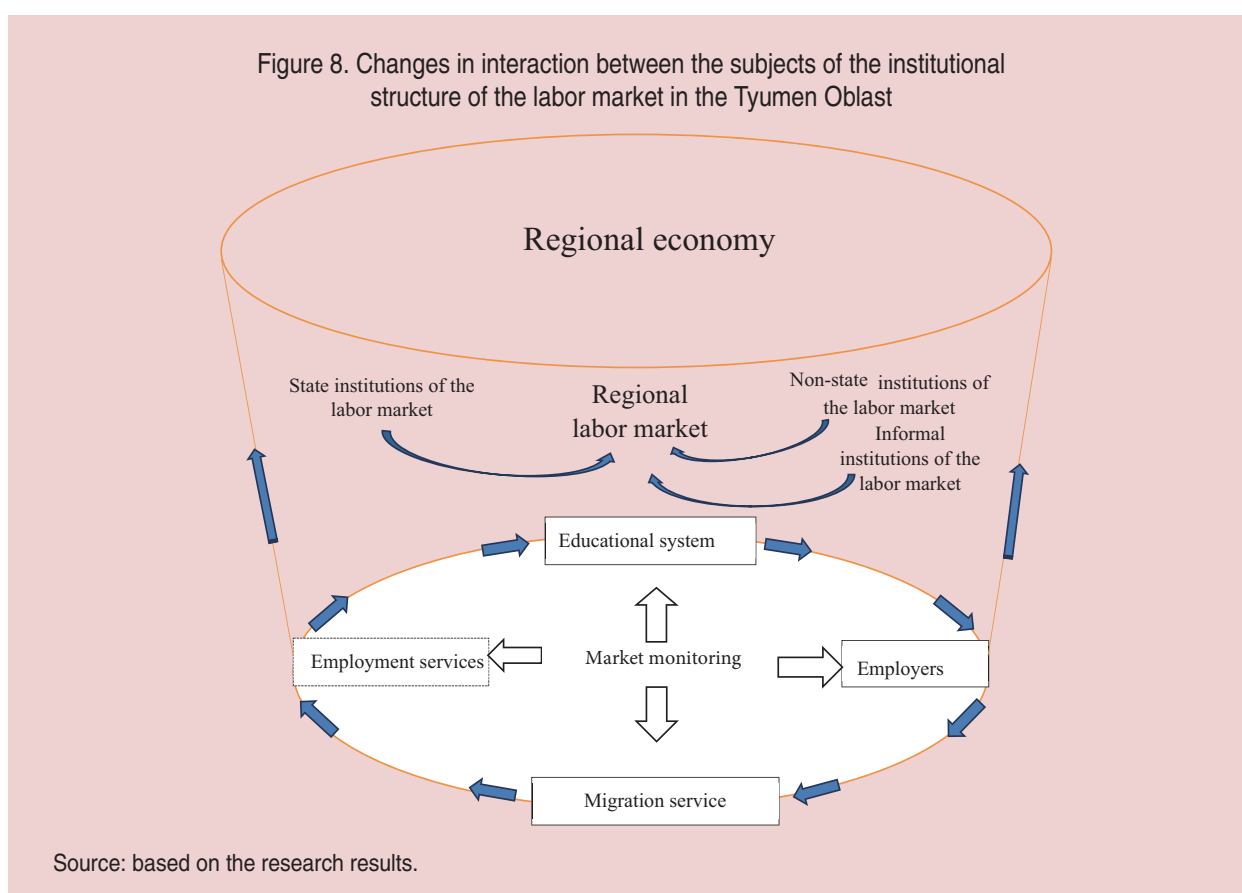 Figure 8. Changes in interaction between the subjects of the institutional
structure of the labor market in the Tyumen Oblast
Regional economy
State institutions of the
labor market
Regional
labor market
Non-state institutions of
the labor market
Informal
institutions of the
labor market
Educational system
Employment services
Market monitoring
Employers
Migration service
Source: based on the research results.